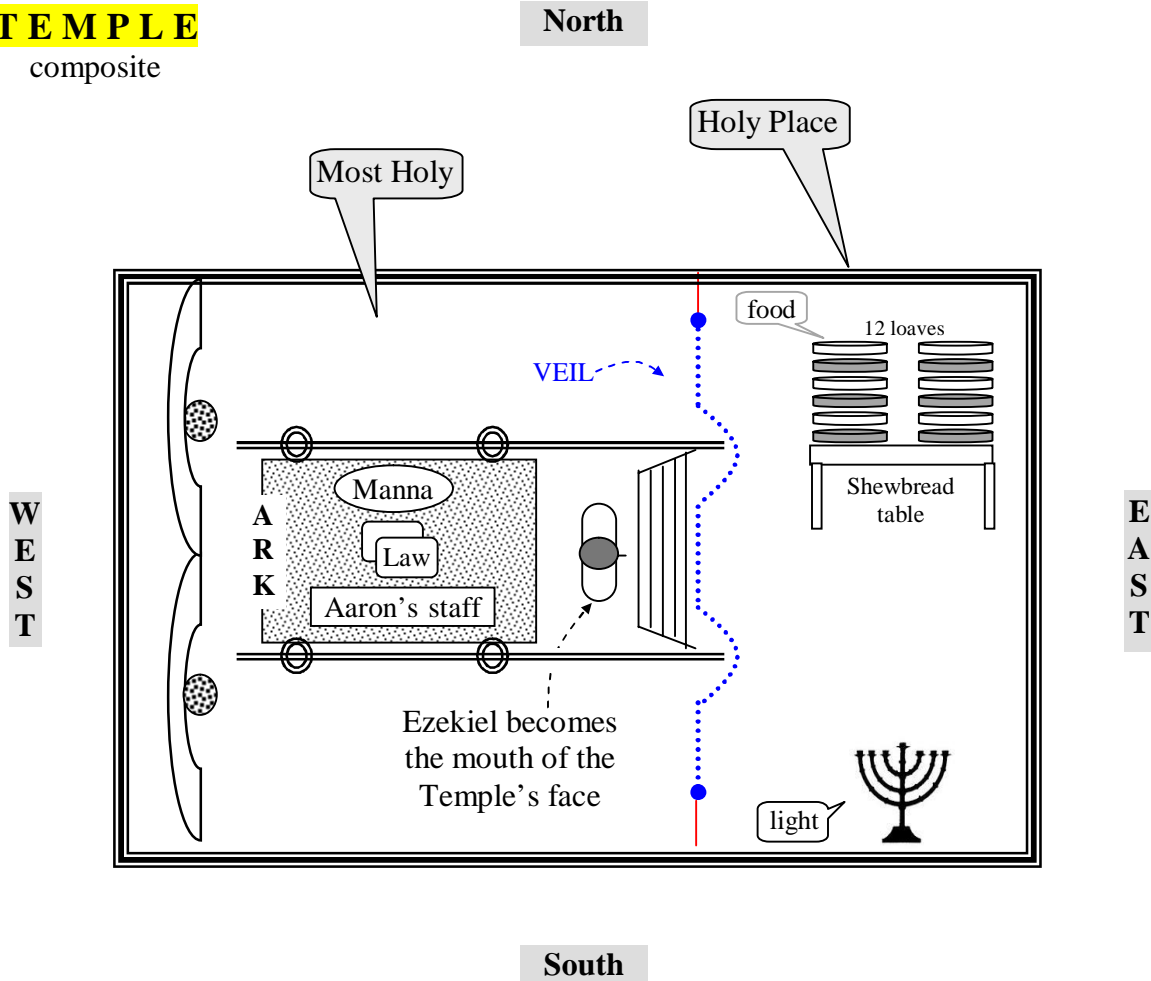 T E M P L E
composite
North
Holy Place
Most Holy
food
12 loaves
VEIL
Manna
Shewbread
table
A
R
K
Law
Aaron’s staff
W
E
S
T
E
A
S
T
Ezekiel becomes
the mouth of the
Temple’s face
light
South